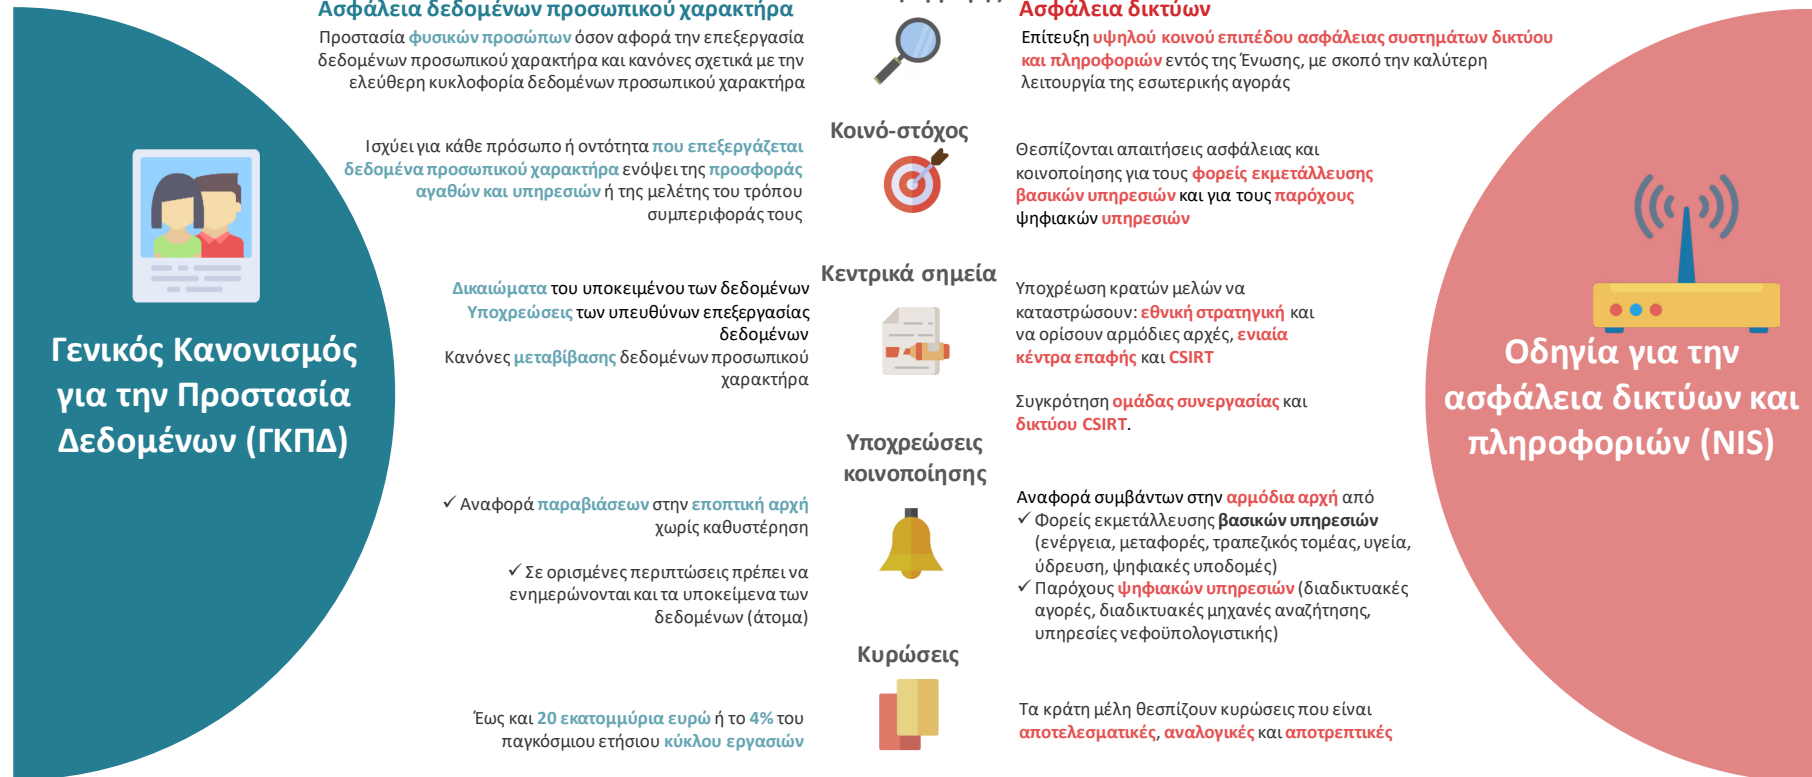 Ασφάλεια δεδομένων προσωπικού χαρακτήρα
Προστασία φυσικών προσώπων όσον αφορά την επεξεργασία
δεδομένων προσωπικού χαρακτήρα και κανόνες σχετικά με την
ελεύθερη κυκλοφορία δεδομένων προσωπικού χαρακτήρα
Ασφάλεια δικτύων
Επίτευξη υψηλού κοινού επιπέδου ασφάλειας συστημάτων δικτύου
και πληροφοριών εντός της Ένωσης, με σκοπό την καλύτερη
λειτουργία της εσωτερικής αγοράς
Κοινό-στόχος
Ισχύει για κάθε πρόσωπο ή οντότητα που επεξεργάζεται
δεδομένα προσωπικού χαρακτήρα ενόψει της προσφοράς
αγαθών και υπηρεσιών ή της μελέτης του τρόπου
συμπεριφοράς τους
Θεσπίζονται απαιτήσεις ασφάλειας και
κοινοποίησης για τους φορείς εκμετάλλευσης
βασικών υπηρεσιών και για τους παρόχους
ψηφιακών υπηρεσιών
Κεντρικά σημεία
Δικαιώματα του υποκειμένου των δεδομένων
Υποχρεώσεις των υπευθύνων επεξεργασίας
δεδομένων
Κανόνες μεταβίβασης δεδομένων προσωπικού
χαρακτήρα
Υποχρέωση κρατών μελών να
καταστρώσουν: εθνική στρατηγική και
να ορίσουν αρμόδιες αρχές, ενιαία
κέντρα επαφής και CSIRT
Συγκρότηση ομάδας συνεργασίας και
δικτύου CSIRT.
Γενικός Κανονισμός
για την Προστασία
Δεδομένων (ΓΚΠΔ)
Οδηγία για την
ασφάλεια δικτύων και
πληροφοριών (NIS)
Υποχρεώσεις
κοινοποίησης
✓ Αναφορά παραβιάσεων στην εποπτική αρχή
χωρίς καθυστέρηση
✓ Σε ορισμένες περιπτώσεις πρέπει να
ενημερώνονται και τα υποκείμενα των
δεδομένων (άτομα)
Αναφορά συμβάντων στην αρμόδια αρχή από
✓ Φορείς εκμετάλλευσης βασικών υπηρεσιών
(ενέργεια, μεταφορές, τραπεζικός τομέας, υγεία,
ύδρευση, ψηφιακές υποδομές)
✓ Παρόχους ψηφιακών υπηρεσιών (διαδικτυακές
αγορές, διαδικτυακές μηχανές αναζήτησης,
υπηρεσίες νεφοϋπολογιστικής)
Κυρώσεις
Έως και 20 εκατομμύρια ευρώ ή το 4% του
παγκόσμιου ετήσιου κύκλου εργασιών
Τα κράτη μέλη θεσπίζουν κυρώσεις που είναι
αποτελεσματικές, αναλογικές και αποτρεπτικές